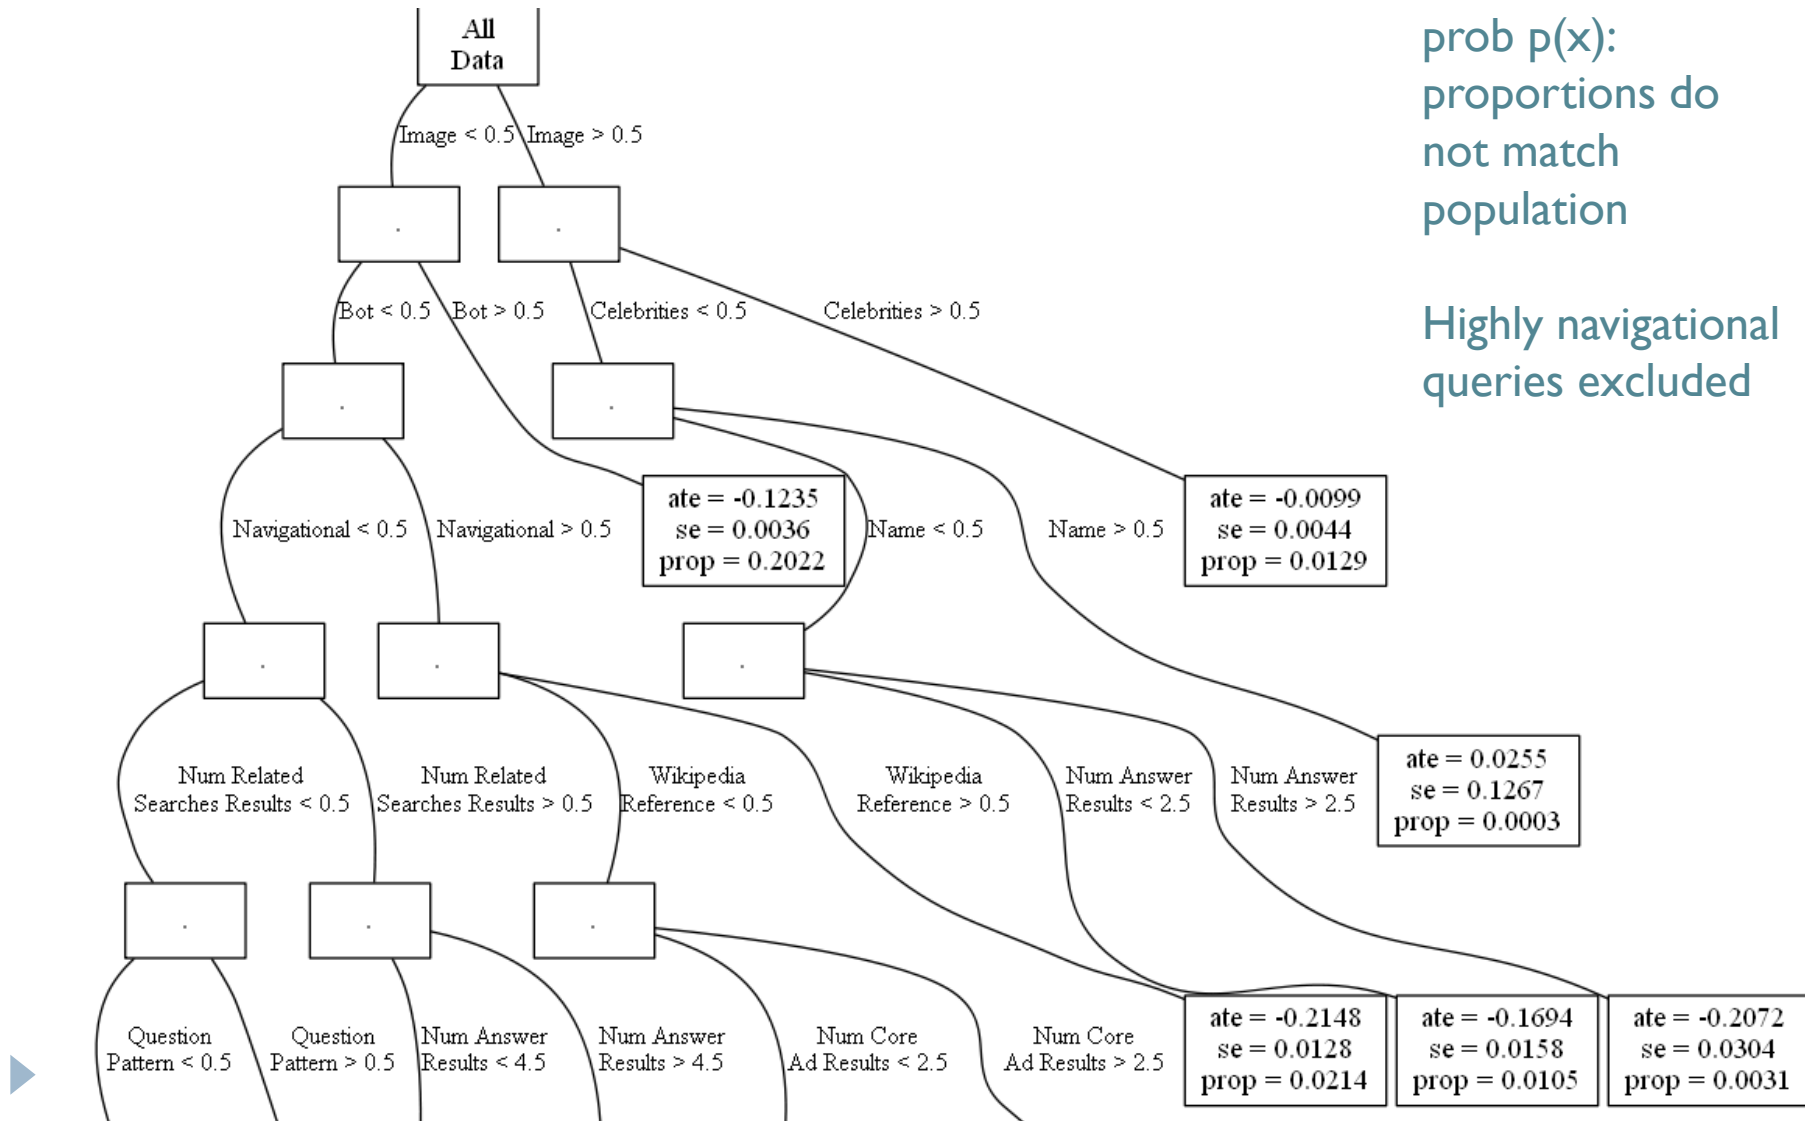 All
Data
prob p(x):
proportions do
not match
population
Highly navigational
queries excluded
Image < 0.5
Image > 0.5
Bot < 0.5
Bot > 0.5
Celebrities < 0.5
Celebrities > 0.5
Navigational < 0.5
Navigational > 0.5
ate = -0.1235
se = 0.0036
prop = 0.2022
Name < 0.5
Name > 0.5
ate = -0.0099
se = 0.0044
prop = 0.0129
Num Related
Searches Results < 0.5
Num Related
Searches Results > 0.5
Wikipedia
Reference < 0.5
Wikipedia
Reference > 0.5
Num Answer
Results < 2.5
Num Answer
Results > 2.5
ate = 0.0255
se = 0.1267
prop = 0.0003
Question
Pattern < 0.5
Question
Pattern > 0.5
Num Answer
Results < 4.5
Num Answer
Results > 4.5
Num Core
Ad Results < 2.5
Num Core
Ad Results > 2.5
ate = -0.2148
se = 0.0128
prop = 0.0214
ate = -0.1694
se = 0.0158
prop = 0.0105
ate = -0.2072
se = 0.0304
prop = 0.0031